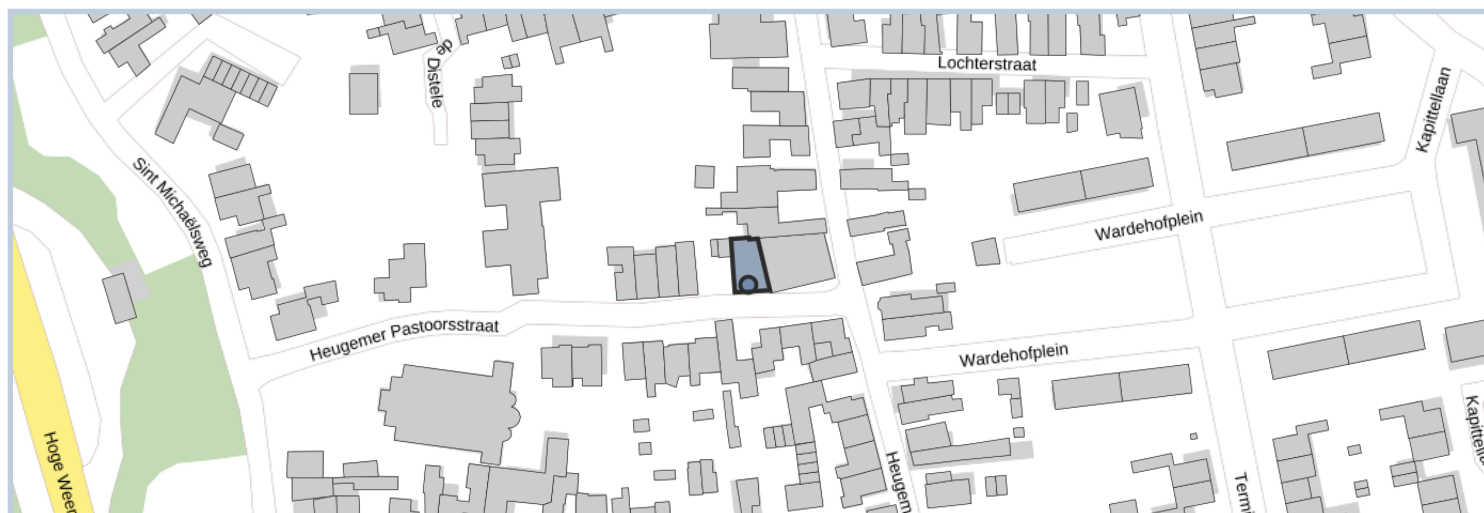 de
Distele
Lochterstraat
Kapittellaan
Sint Michaëlsweg
Wardehofplein
Heugemer Pastoorsstraat
Wardehofplein
Hoge Weer
Heugem
Termi
Kapittella